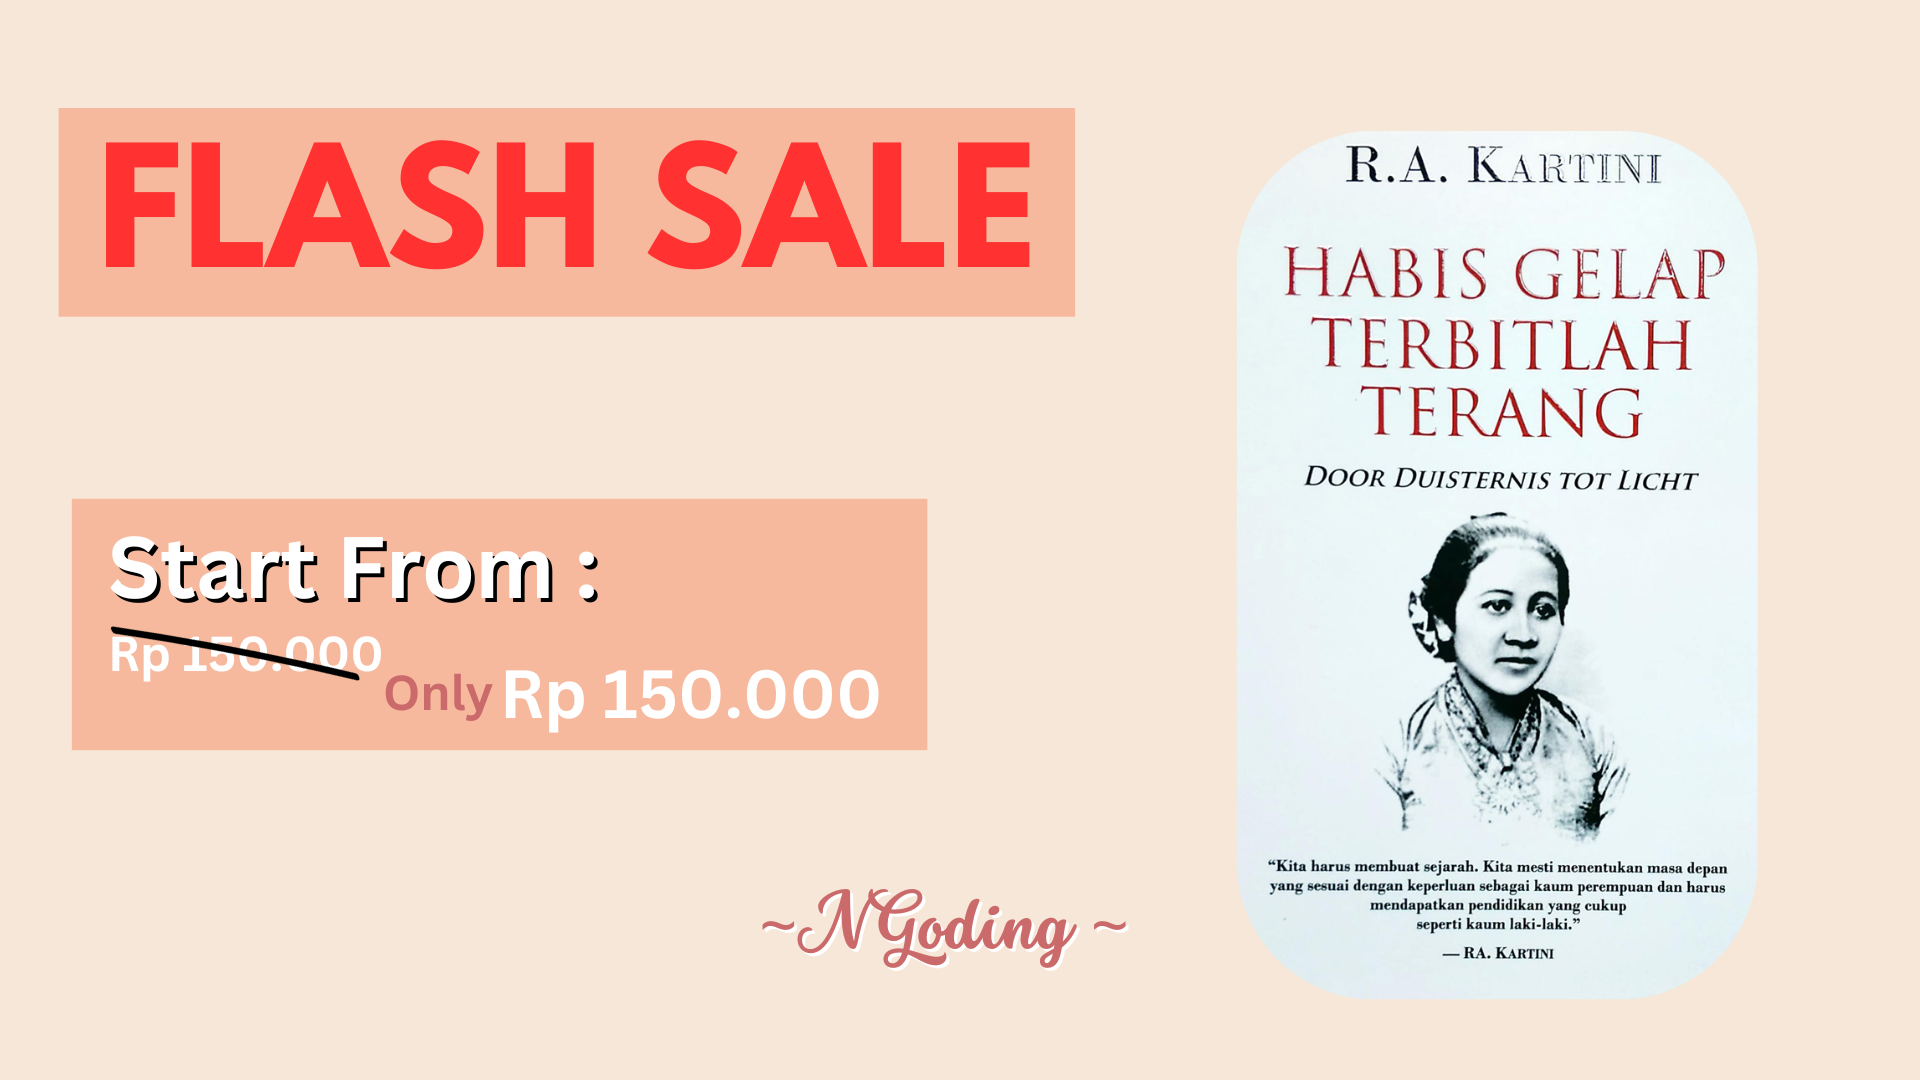 FLASH SALE
Start From :
Rp 150.000
Only Rp 150.000
~NGoding ~
R.A. KARTINI
HABIS GELAP
TERBITLAH
TERANG
DOOR DUISTERNIS TOT LICHT
“Kita harus membuat sejarah. Kita mesti menentukan masa depan
yang sesuai dengan keperluan sebagai kaum perempuan dan harus
mendapatkan pendidikan yang cukup
seperti kaum laki-laki.”
— RA. KARTINI